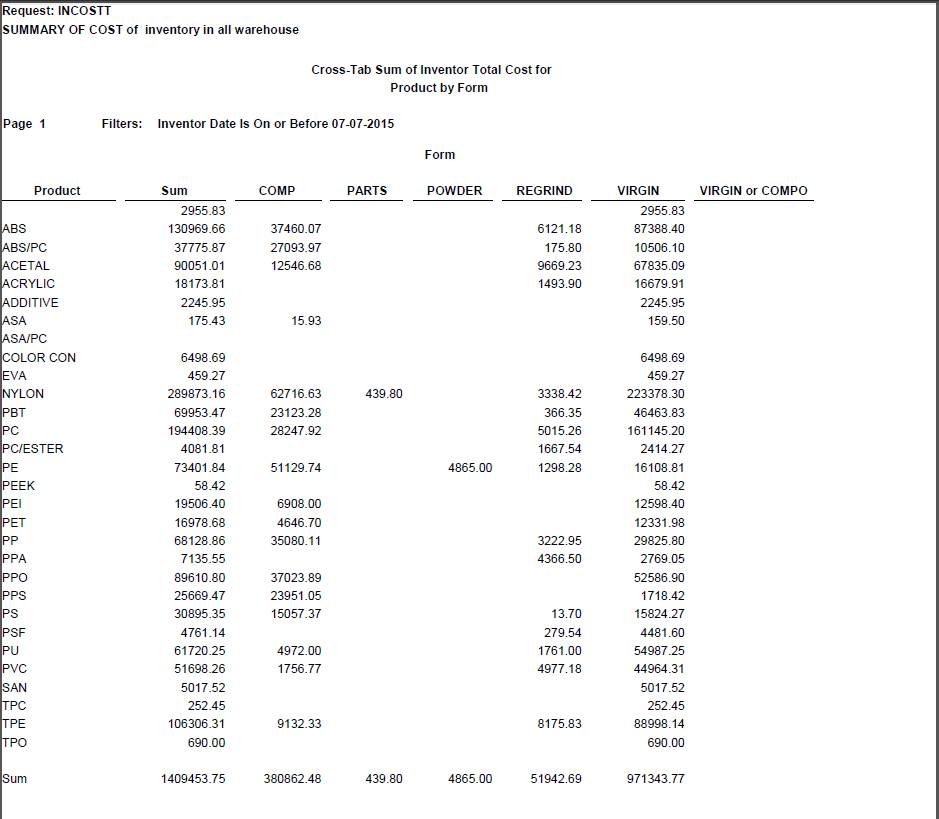 Request: INCOSTT
SUMMARY OF COST of  inventory in all warehouse
Cross-Tab Sum of Inventor Total Cost for
Product by Form
Page  1    Filters:    Inventor Date Is On or Before 07-07-2015
Form
Product    Sum    COMP    PARTS    POWDER    REGRIND    VIRGIN    VIRGIN or COMPO
2955.83    2955.83
ABS    130969.66    37460.07    6121.18    87388.40
ABS/PC    37775.87    27093.97    175.80    10506.10
ACETAL    90051.01    12546.68    9669.23    67835.09
ACRYLIC    18173.81    1493.90    16679.91
ADDITIVE    2245.95    2245.95
ASA    175.43    15.93    159.50
ASA/PC
COLOR CON    6498.69    6498.69
EVA    459.27    459.27
NYLON    289873.16    62716.63    439.80    3338.42    223378.30
PBT    69953.47    23123.28    366.35    46463.83
PC    194408.39    28247.92    5015.26    161145.20
PC/ESTER    4081.81    1667.54    2414.27
PE    73401.84    51129.74    4865.00    1298.28    16108.81
PEEK    58.42    58.42
PEI    19506.40    6908.00    12598.40
PET    16978.68    4646.70    12331.98
PP    68128.86    35080.11    3222.95    29825.80
PPA    7135.55    4366.50    2769.05
PPO    89610.80    37023.89    52586.90
PPS    25669.47    23951.05    1718.42
PS    30895.35    15057.37    13.70    15824.27
PSF    4761.14    279.54    4481.60
PU    61720.25    4972.00    1761.00    54987.25
PVC    51698.26    1756.77    4977.18    44964.31
SAN    5017.52    5017.52
TPC    252.45    252.45
TPE    106306.31    9132.33    8175.83    88998.14
TPO    690.00    690.00
Sum    1409453.75    380862.48    439.80    4865.00    51942.69    971343.77